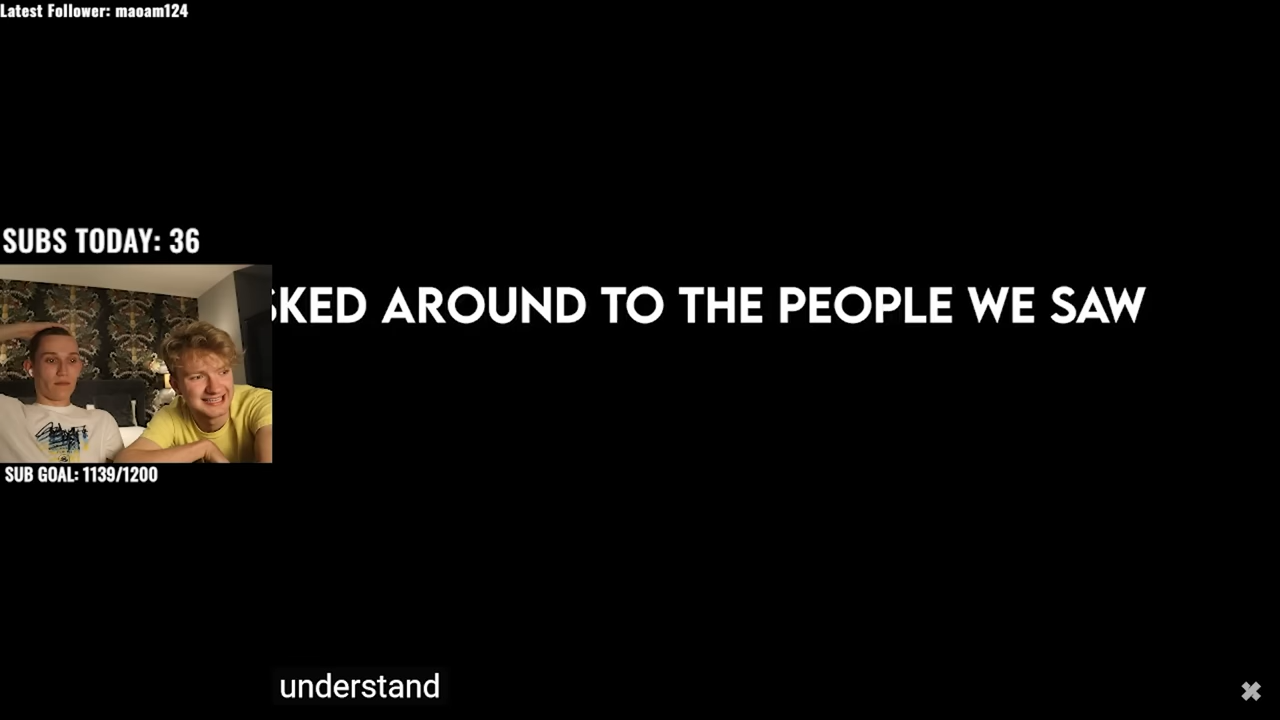 Latest Follower: maoam124
SUBS TODAY: 36
SKED AROUND TO THE PEOPLE WE SAW
SUB GOAL: 1139/1200
understand